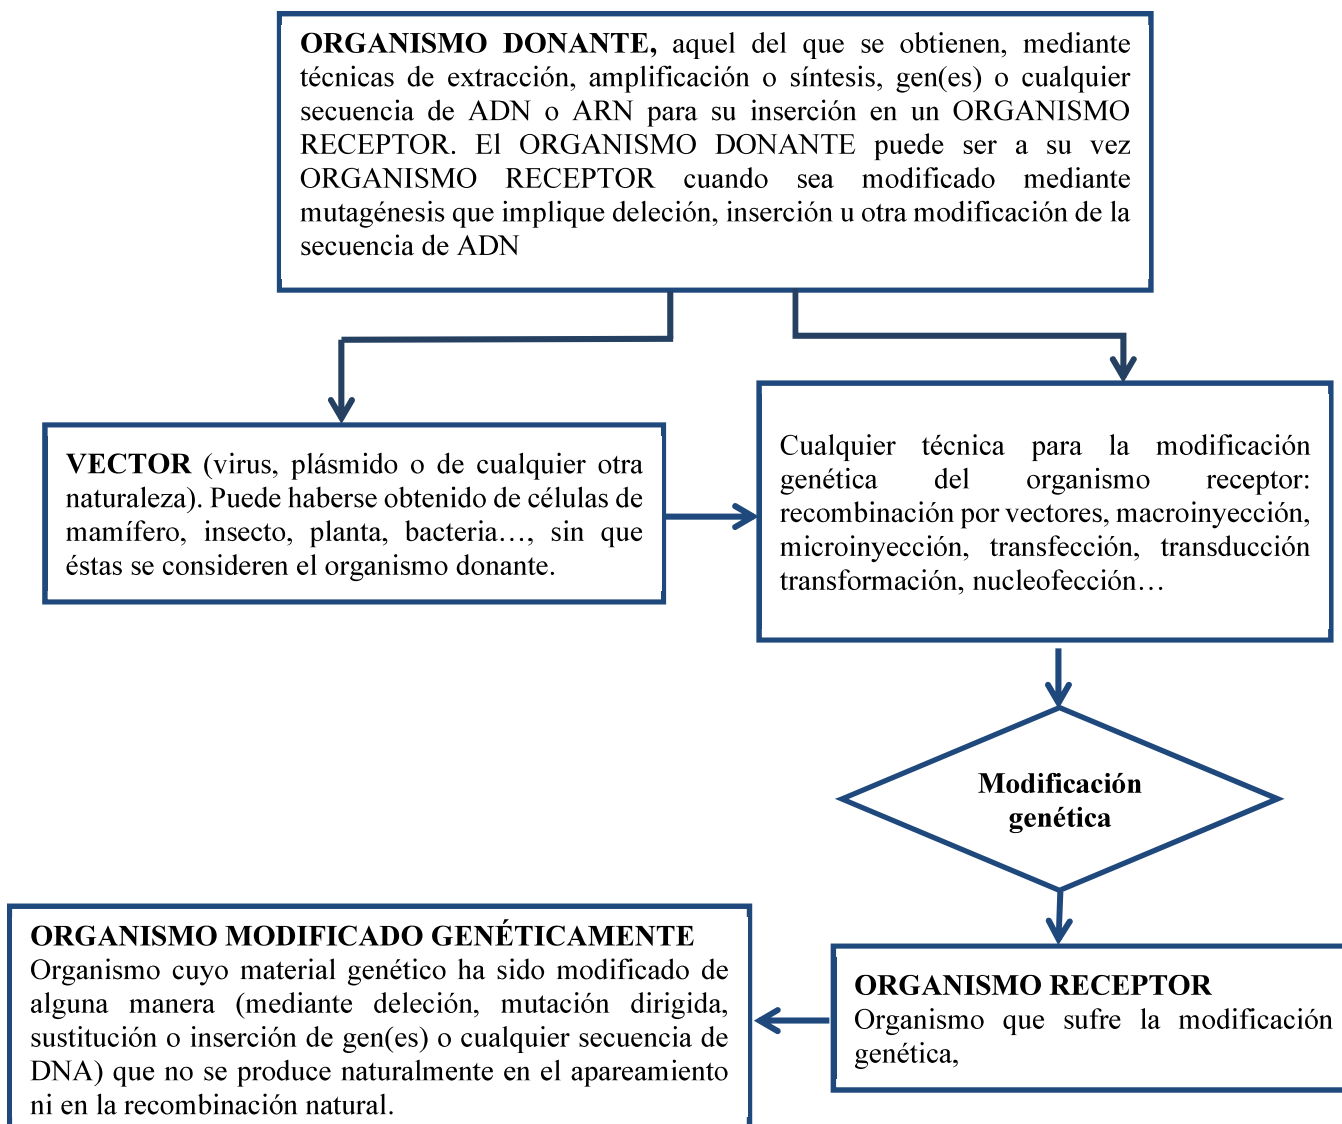 ORGANISMO DONANTE, aquel del que se obtienen, mediante
técnicas de extracción, amplificación o síntesis, gen(es) o cualquier
secuencia de ADN o ARN para su inserción en un ORGANISMO
RECEPTOR. El ORGANISMO DONANTE puede ser a su vez
ORGANISMO RECEPTOR cuando sea modificado mediante
mutagénesis que implique deleción, inserción u otra modificación de la
secuencia de ADN
VECTOR (virus, plásmido o de cualquier otra
naturaleza). Puede haberse obtenido de células de
mamífero, insecto, planta, bacteria…, sin que
éstas se consideren el organismo donante.
Cualquier técnica para la modificación
genética del organismo receptor:
recombinación por vectores, macroinyección,
microinyección, transfección, transducción
transformación, nucleofección…
Modificación
genética
ORGANISMO RECEPTOR
Organismo que sufre la modificación
genética,
ORGANISMO MODIFICADO GENÉTICAMENTE
Organismo cuyo material genético ha sido modificado de
alguna manera (mediante deleción, mutación dirigida,
sustitución o inserción de gen(es) o cualquier secuencia de
DNA) que no se produce naturalmente en el apareamiento
ni en la recombinación natural.